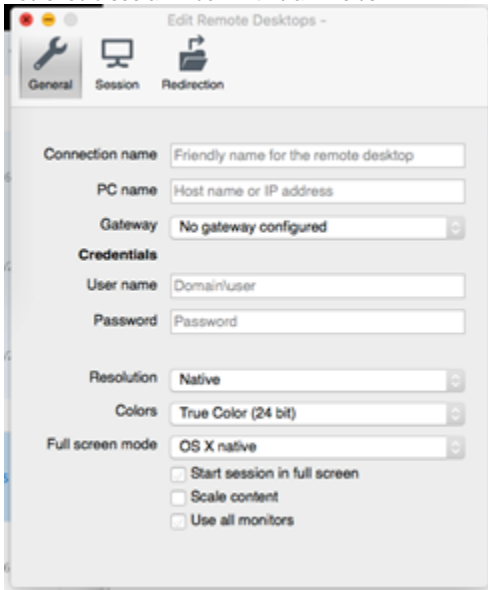 Edit Remote Desktops -
General Session Redirection
Connection name Friendly name for the remote desktop
PC name Host name or IP address
Gateway No gateway configured
Credentials
User name Domain\user
Password Password
Resolution Native
Colors True Color (24 bit)
Full screen mode OS X native
Start session in full screen
Scale content
Use all monitors